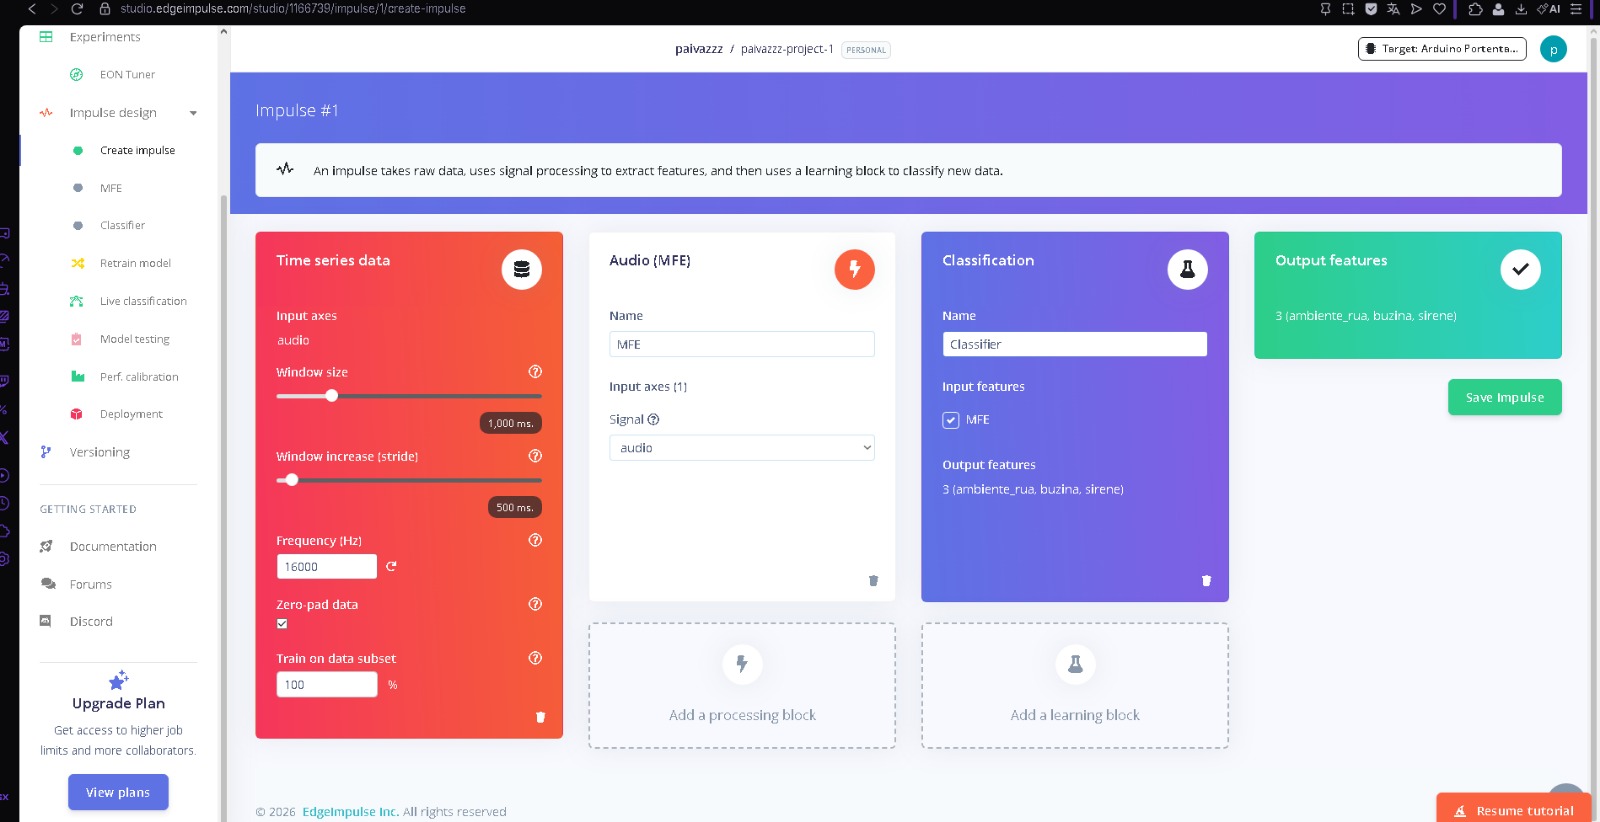 studio.edgeimpulse.com/studio/1166739/impulse/1/create-impulse
AI
Experiments
EON Tuner
Impulse design
Create impulse
MFE
Classifier
Retrain model
Live classification
Model testing
Perf. calibration
Deployment
Versioning
GETTING STARTED
Documentation
Forums
Discord
Upgrade Plan
Get access to higher job
limits and more collaborators.
View plans
paivazzz / paivazzz-project-1 PERSONAL
Target: Arduino Portenta...
p
Impulse #1
An impulse takes raw data, uses signal processing to extract features, and then uses a learning block to classify new data.
Time series data
Input axes
audio
Window size
1,000 ms.
Window increase (stride)
500 ms.
Frequency (Hz)
16000
Zero-pad data
Train on data subset
100 %
Audio (MFE)
Name
MFE
Input axes (1)
Signal
audio
Add a processing block
Classification
Name
Classifier
Input features
MFE
Output features
3 (ambiente_rua, buzina, sirene)
Add a learning block
Output features
3 (ambiente_rua, buzina, sirene)
Save Impulse
© 2026 EdgeImpulse Inc. All rights reserved
Resume tutorial